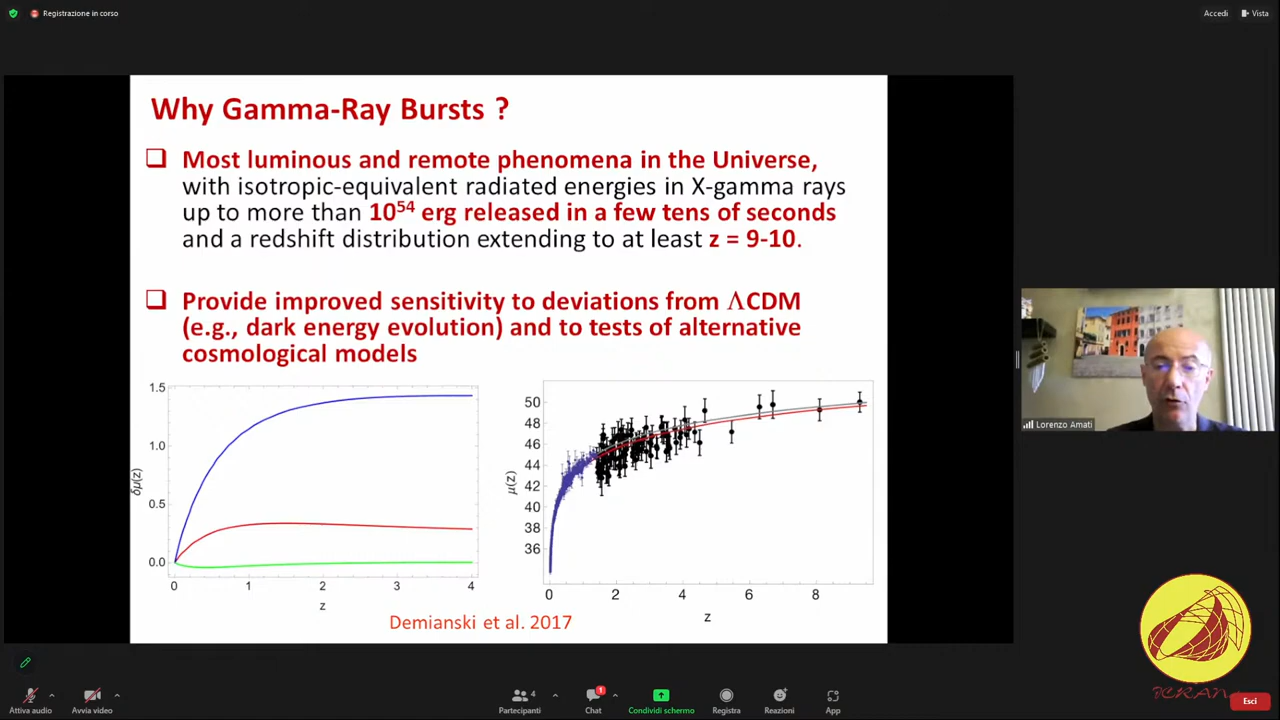 Registrazione in corso
Accedi
Vista
Why Gamma-Ray Bursts ?
Most luminous and remote phenomena in the Universe,
with isotropic-equivalent radiated energies in X-gamma rays
up to more than 10⁵⁴ erg released in a few tens of seconds
and a redshift distribution extending to at least z = 9-10.
Provide improved sensitivity to deviations from ΛCDM
(e.g., dark energy evolution) and to tests of alternative
cosmological models
1.5
1.0
0.5
0.0
δμ(z)
0 1 2 3 4
z
50
48
46
44
42
40
38
36
μ(z)
0 2 4 6 8
z
Demianski et al. 2017
Lorenzo Amati
ICRANet
Attiva audio
Avvia video
4
Partecipanti
1
Chat
Condividi schermo
Registra
Reazioni
App
Esci